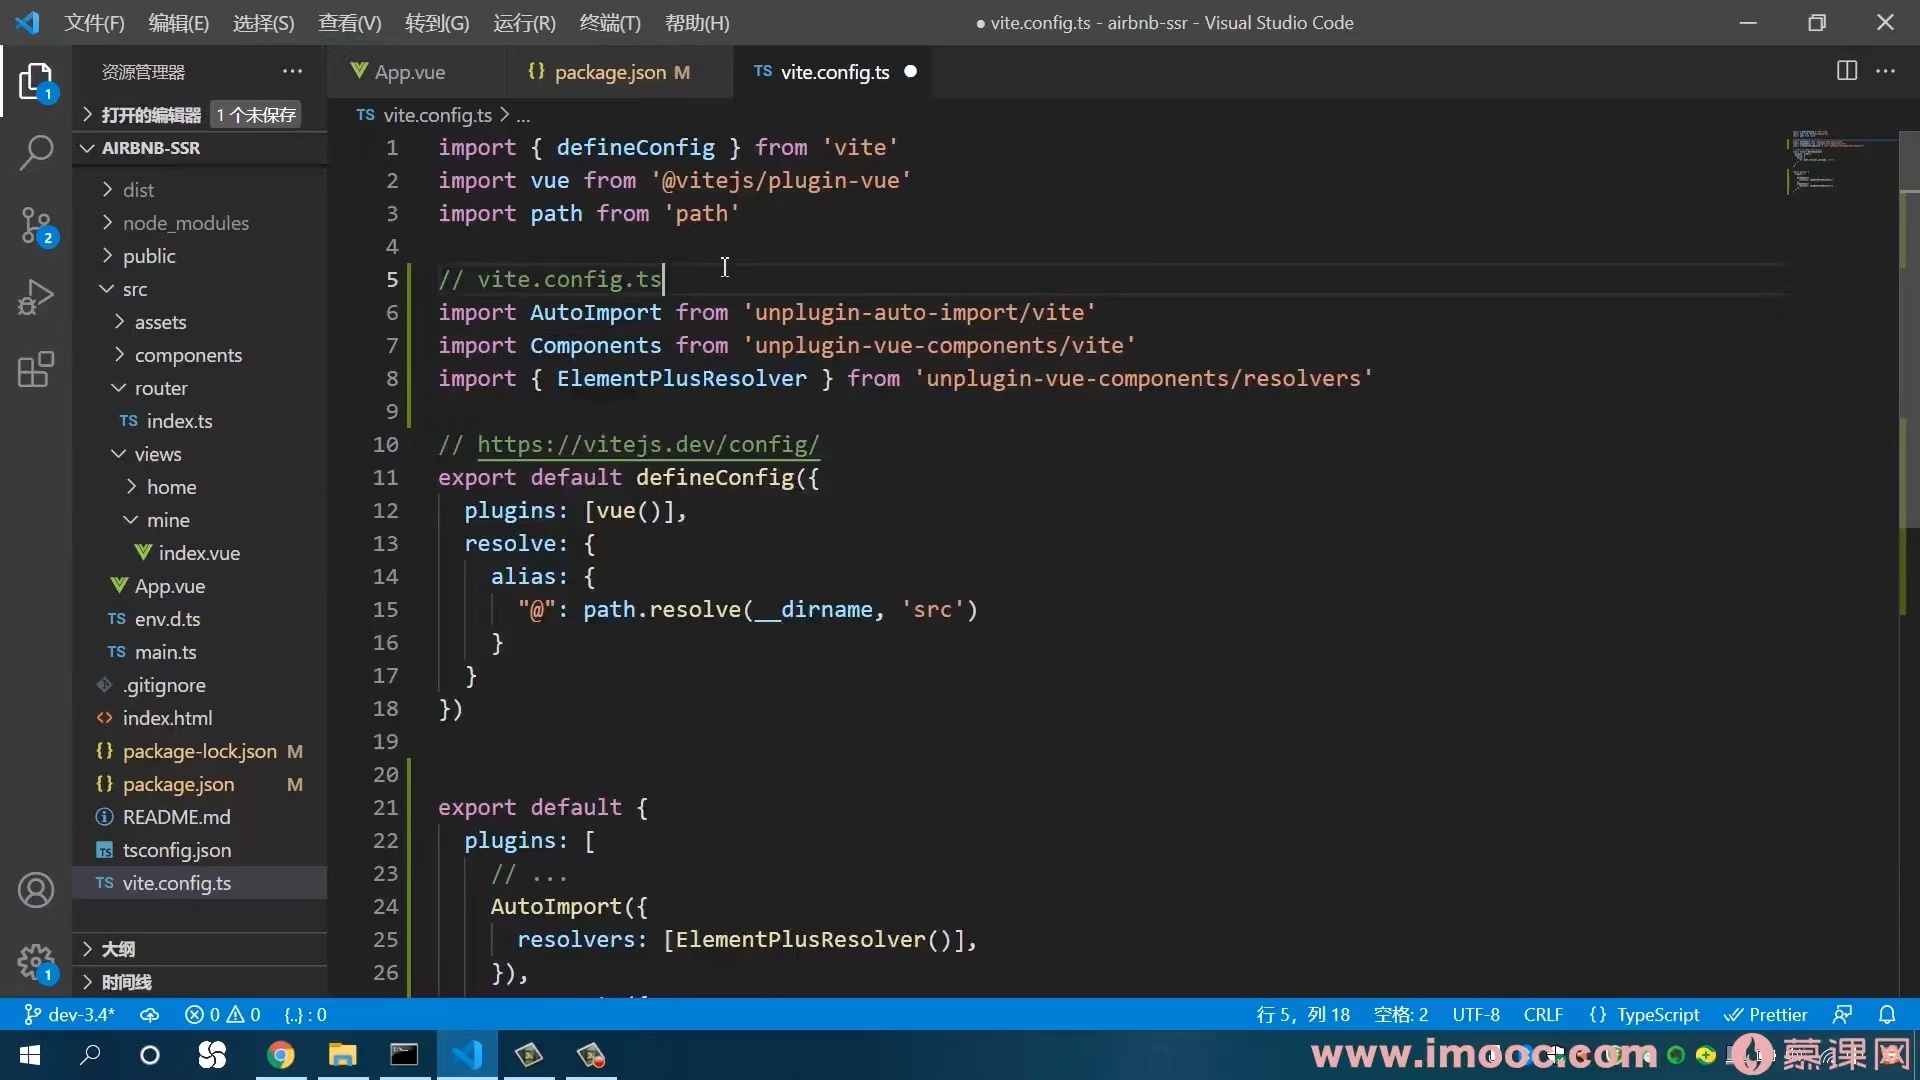 文件(F) 编辑(E) 选择(S) 查看(V) 转到(G) 运行(R) 终端(T) 帮助(H) ● vite.config.ts - airbnb-ssr - Visual Studio Code
资源管理器 ···
App.vue
package.json M
vite.config.ts
打开的编辑器 1 个未保存
AIRBNB-SSR
dist
node_modules
public
src
assets
components
router
TS index.ts
views
home
mine
index.vue
App.vue
TS env.d.ts
TS main.ts
.gitignore
index.html
package-lock.json M
package.json M
README.md
tsconfig.json
TS vite.config.ts
大纲
时间线
1
2
1
TS vite.config.ts > ...
1 import { defineConfig } from 'vite'
2 import vue from '@vitejs/plugin-vue'
3 import path from 'path'
4
5 // vite.config.ts
6 import AutoImport from 'unplugin-auto-import/vite'
7 import Components from 'unplugin-vue-components/vite'
8 import { ElementPlusResolver } from 'unplugin-vue-components/resolvers'
9
10 // https://vitejs.dev/config/
11 export default defineConfig({
12 plugins: [vue()],
13 resolve: {
14 alias: {
15 "@": path.resolve(__dirname, 'src')
16 }
17 }
18 })
19
20
21 export default {
22 plugins: [
23 // ...
24 AutoImport({
25 resolvers: [ElementPlusResolver()],
26 }),
dev-3.4* 0 0 {..} : 0 行 5，列 18 空格: 2 UTF-8 CRLF {} TypeScript Prettier
www.imooc.com 慕课网